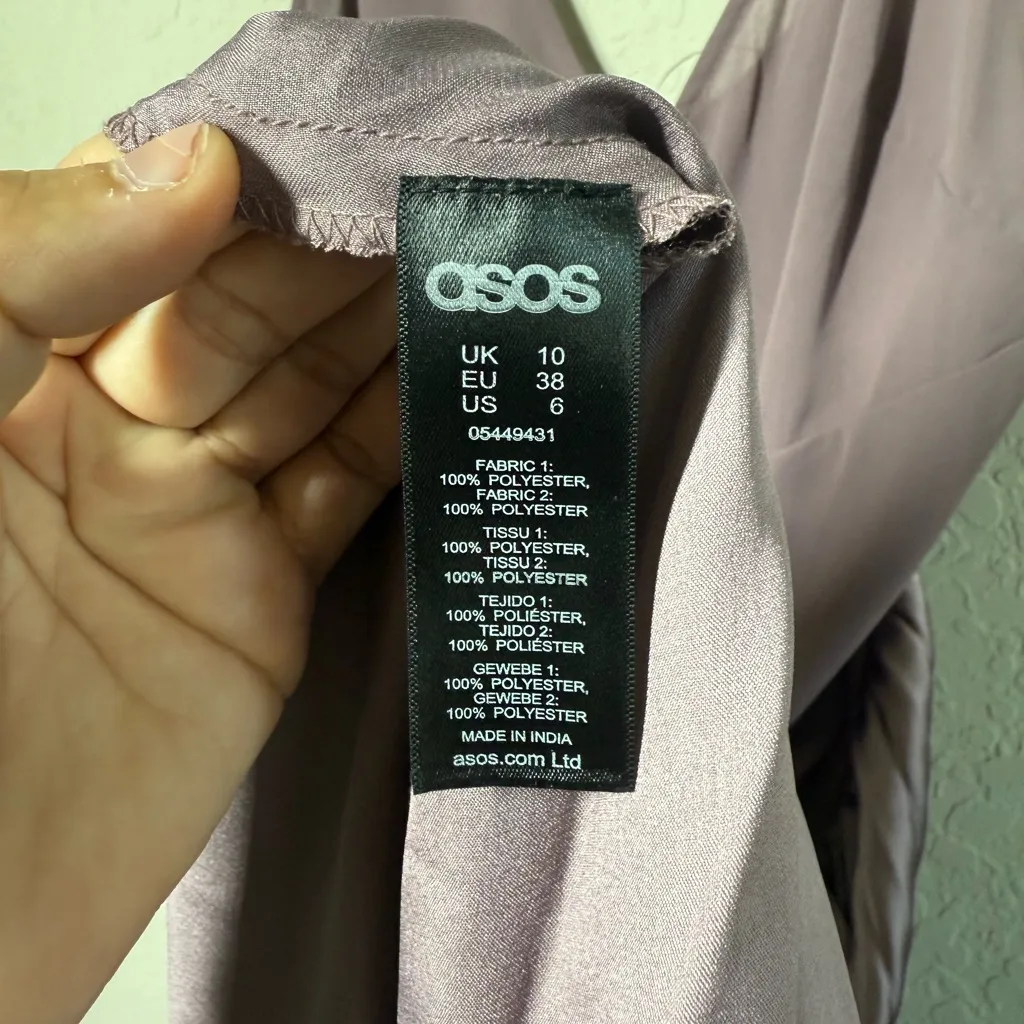 asos
UK 10
EU 38
US 6
05449431
FABRIC 1:
100% POLYESTER,
FABRIC 2:
100% POLYESTER
TISSU 1:
100% POLYESTER,
TISSU 2:
100% POLYESTER
TEJIDO 1:
100% POLIÉSTER,
TEJIDO 2:
100% POLIÉSTER
GEWEBE 1:
100% POLYESTER,
GEWEBE 2:
100% POLYESTER
MADE IN INDIA
asos.com Ltd